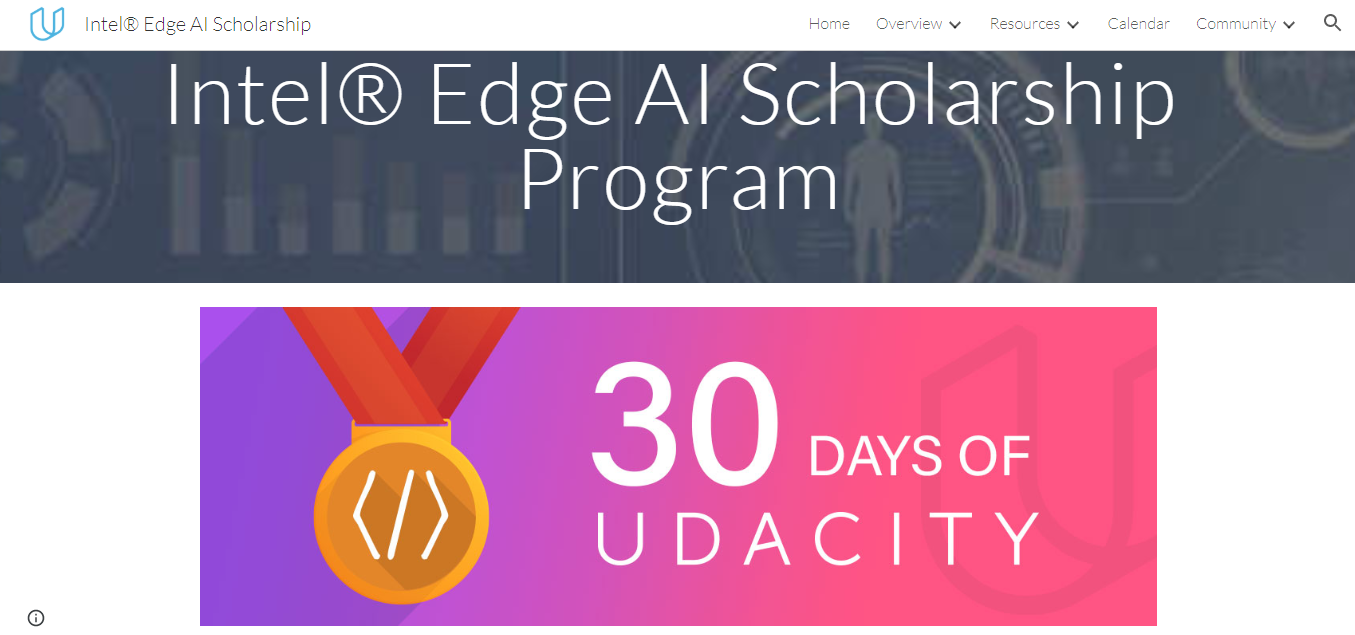 Intel® Edge AI Scholarship
Home Overview Resources Calendar Community
Intel® Edge AI Scholarship
Program
30 DAYS OF
UDACITY